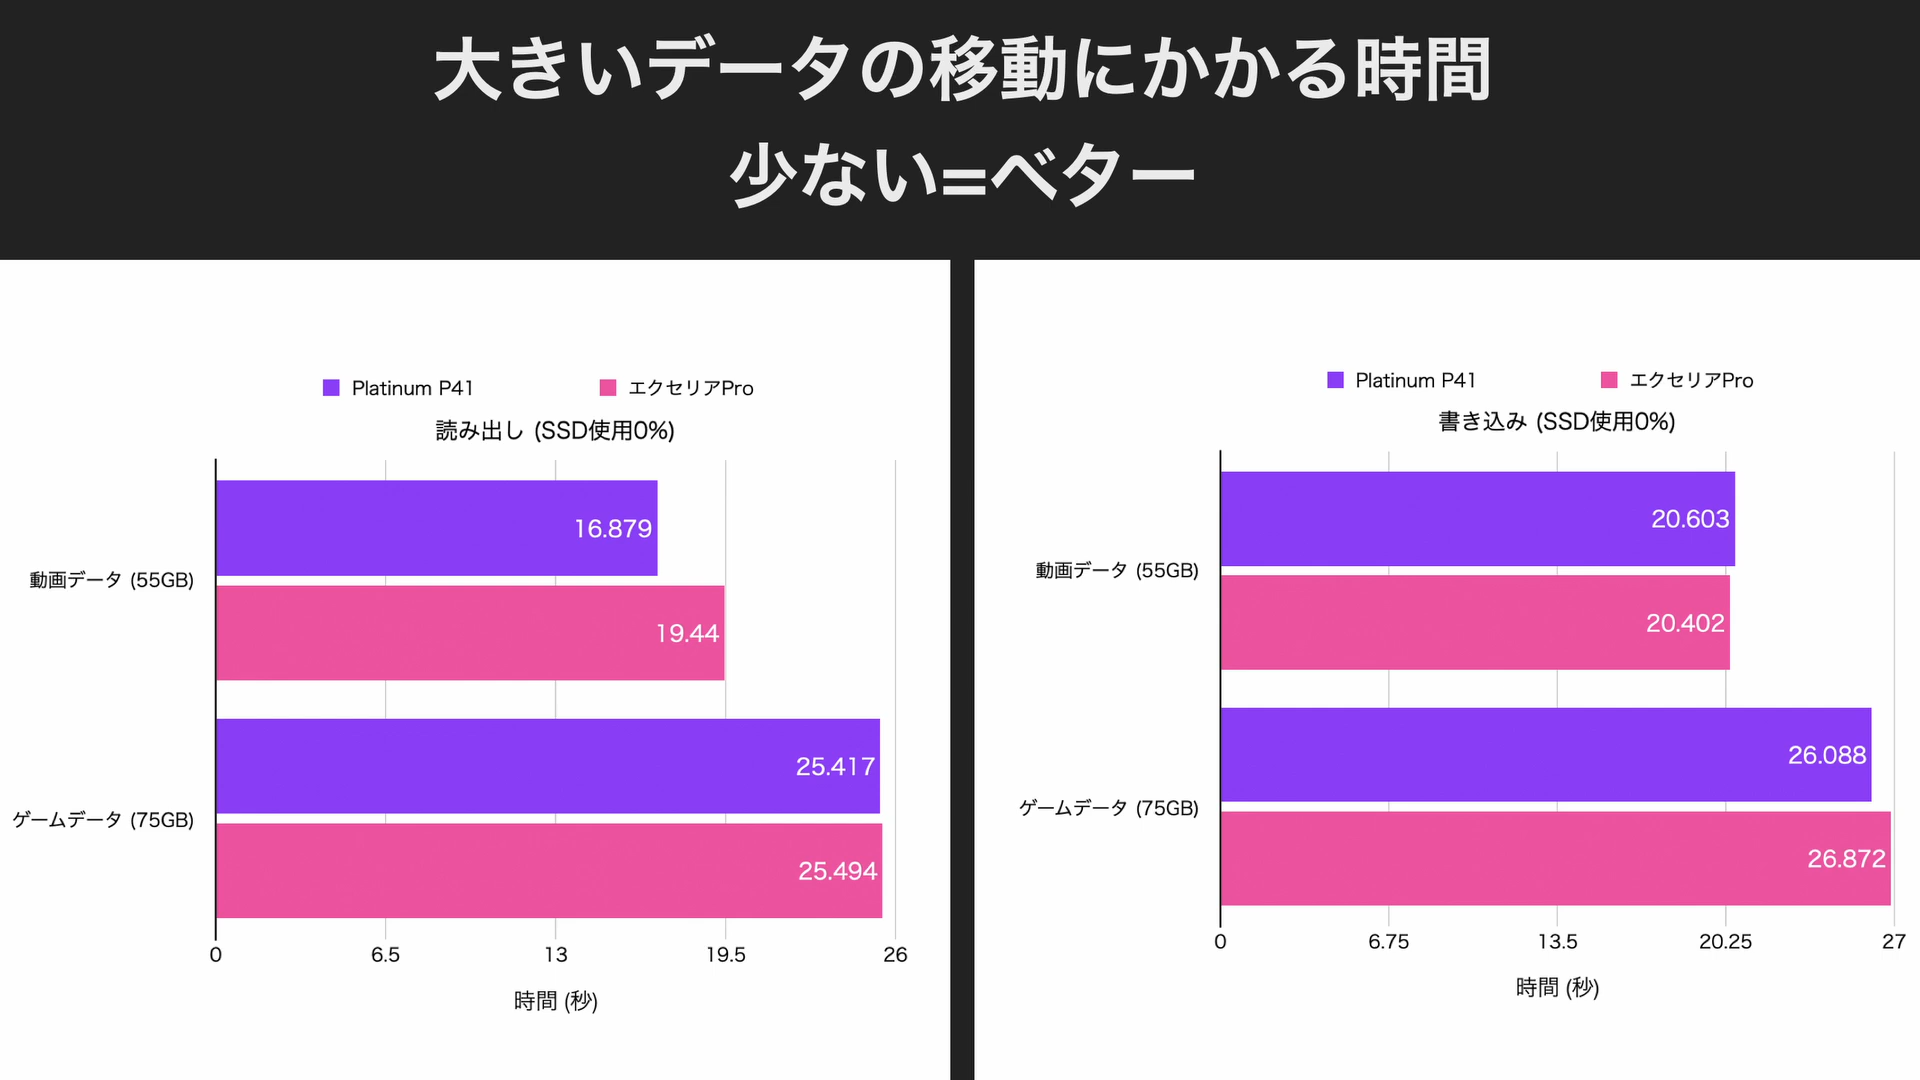 大きいデータの移動にかかる時間
少ない=ベター
Platinum P41
エクセリアPro
読み出し (SSD使用0%)
動画データ (55GB)
16.879
19.44
ゲームデータ (75GB)
25.417
25.494
0 6.5 13 19.5 26
時間 (秒)
Platinum P41
エクセリアPro
書き込み (SSD使用0%)
動画データ (55GB)
20.603
20.402
ゲームデータ (75GB)
26.088
26.872
0 6.75 13.5 20.25 27
時間 (秒)